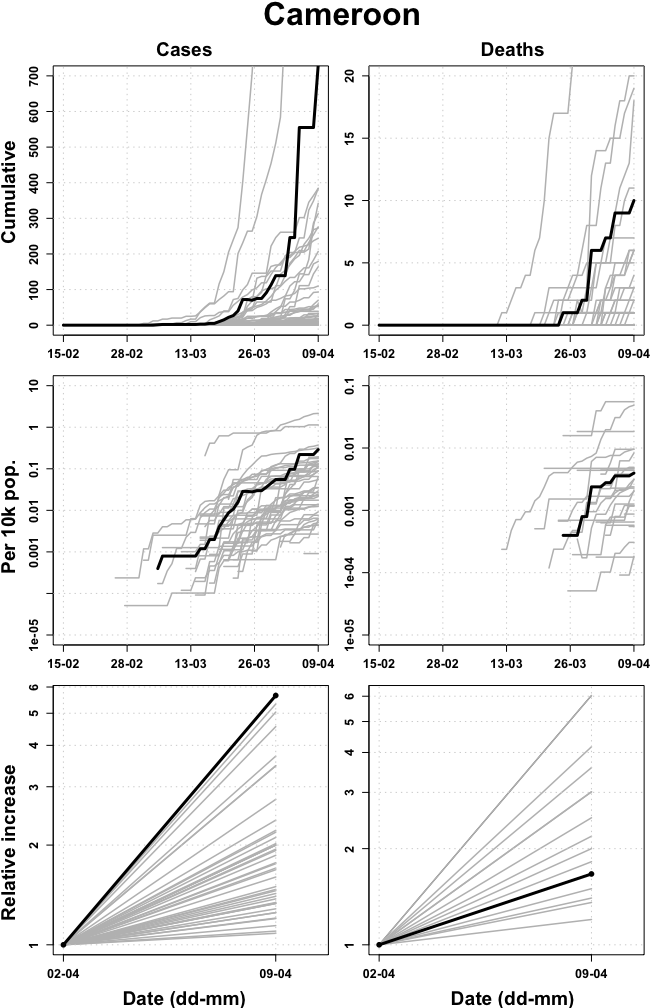 Cameroon
Cases
Deaths
Cumulative
700
600
500
400
300
200
100
0
15-02 28-02 13-03 26-03 09-04
20
15
10
5
0
15-02 28-02 13-03 26-03 09-04
Per 10k pop.
10
1
0.1
0.01
0.001
1e-05
15-02 28-02 13-03 26-03 09-04
0.1
0.01
0.001
1e-04
1e-05
15-02 28-02 13-03 26-03 09-04
Relative increase
6
5
4
3
2
1
02-04 09-04
Date (dd-mm)
6
5
4
3
2
1
02-04 09-04
Date (dd-mm)